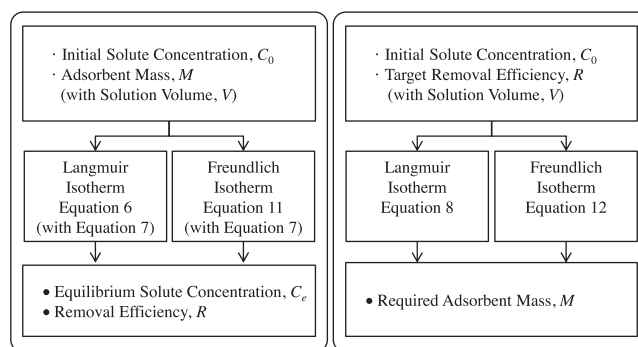 · Initial Solute Concentration, C0
· Adsorbent Mass, M
(with Solution Volume, V)
Langmuir
Isotherm
Equation 6
(with Equation 7)
Freundlich
Isotherm
Equation 11
(with Equation 7)
• Equilibrium Solute Concentration, Ce
• Removal Efficiency, R
· Initial Solute Concentration, C0
· Target Removal Efficiency, R
(with Solution Volume, V)
Langmuir
Isotherm
Equation 8
Freundlich
Isotherm
Equation 12
• Required Adsorbent Mass, M